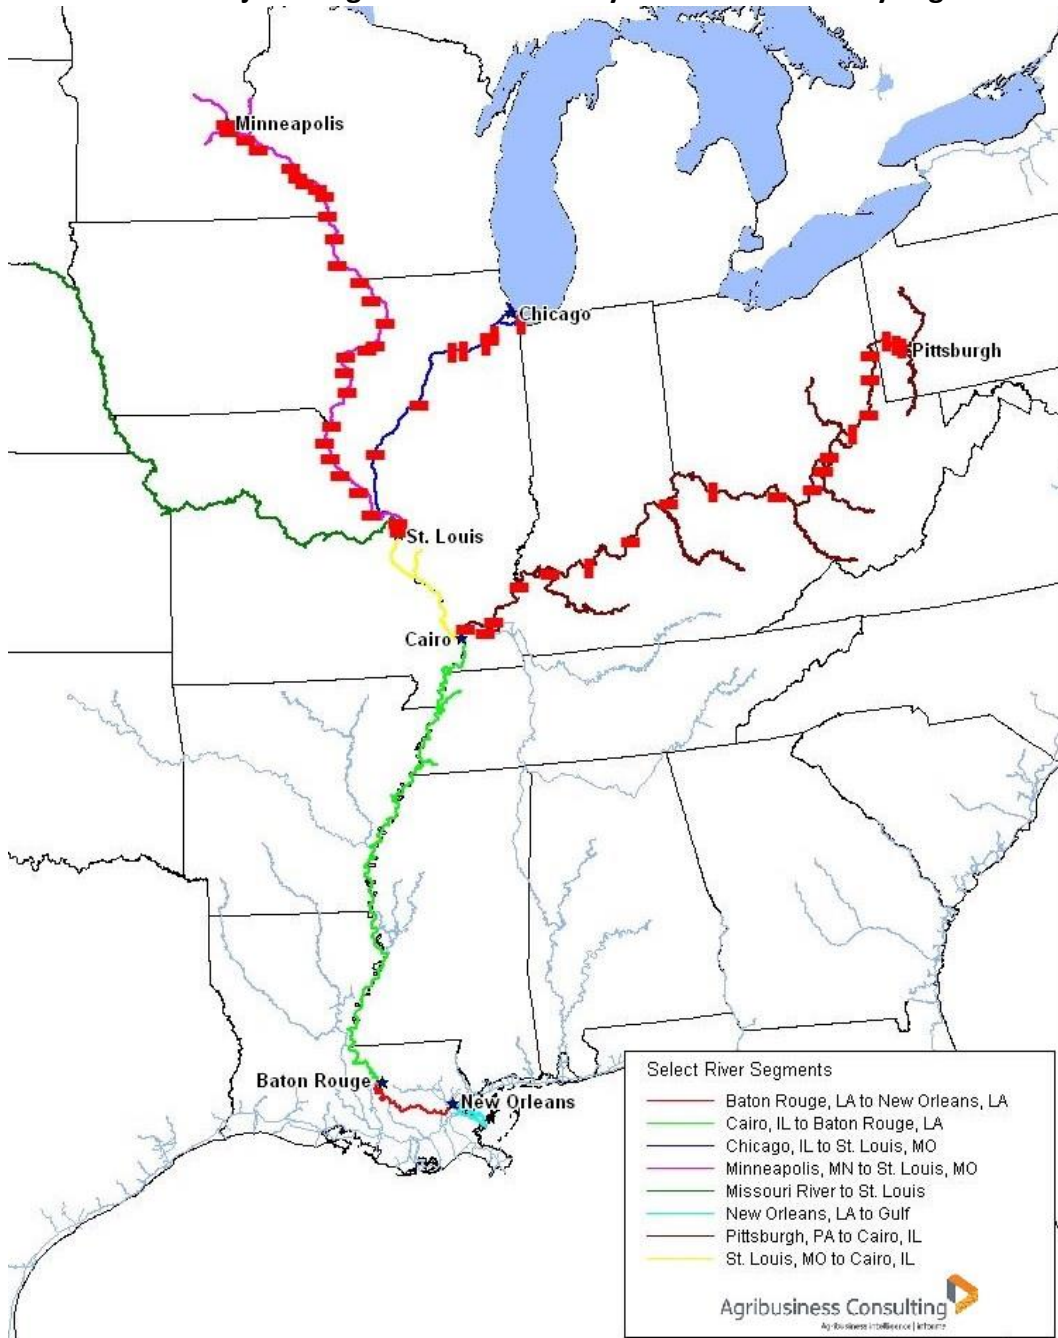 Minneapolis
Chicago
Pittsburgh
St. Louis
Cairo
Baton Rouge
New Orleans
Select River Segments
Baton Rouge, LA to New Orleans, LA
Cairo, IL to Baton Rouge, LA
Chicago, IL to St. Louis, MO
Minneapolis, MN to St. Louis, MO
Missouri River to St. Louis
New Orleans, LA to Gulf
Pittsburgh, PA to Cairo, IL
St. Louis, MO to Cairo, IL
Agribusiness Consulting
Agribusiness intelligence | informa